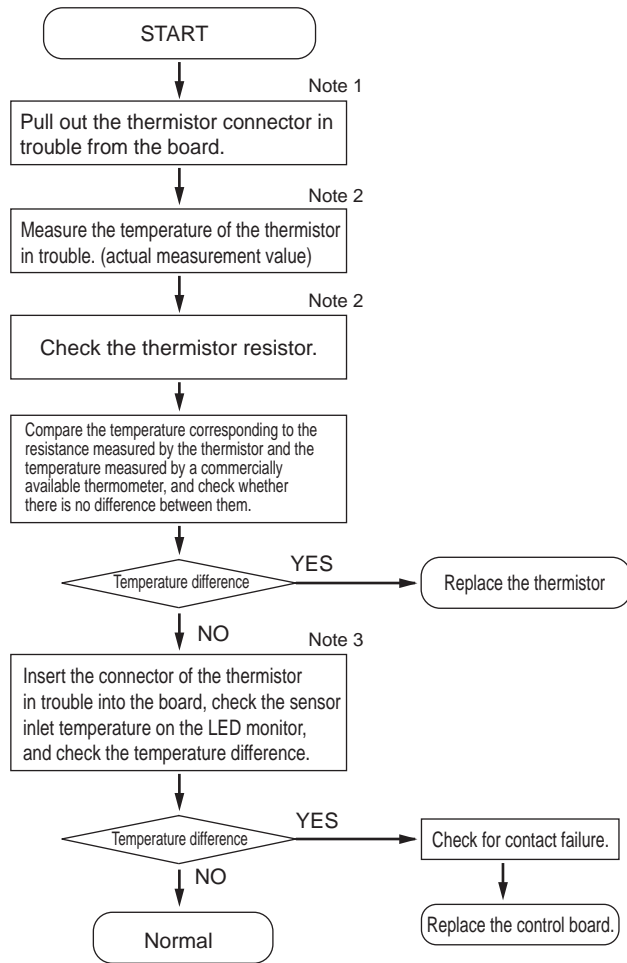 START
Note 1
Pull out the thermistor connector in
trouble from the board.
Note 2
Measure the temperature of the thermistor
in trouble. (actual measurement value)
Note 2
Check the thermistor resistor.
Compare the temperature corresponding to the
resistance measured by the thermistor and the
temperature measured by a commercially
available thermometer, and check whether
there is no difference between them.
Temperature difference
YES
Replace the thermistor
NO
Note 3
Insert the connector of the thermistor
in trouble into the board, check the sensor
inlet temperature on the LED monitor,
and check the temperature difference.
Temperature difference
YES
Check for contact failure.
NO
Replace the control board.
Normal